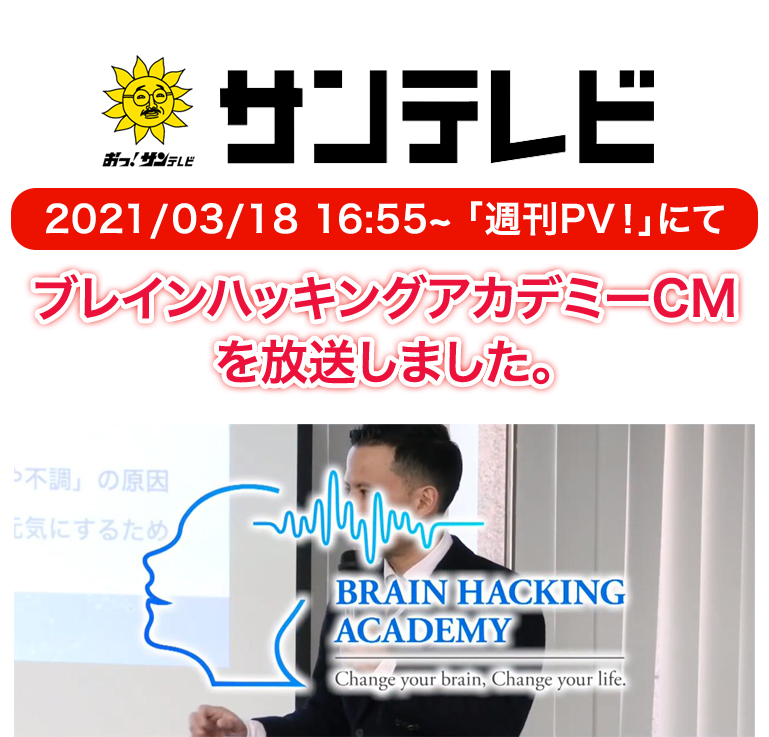 サンテレビ
おっ!サンテレビ
2021/03/18 16:55~「週刊PV!」にて
ブレインハッキングアカデミーCM
を放送しました。
不調」の原因
元気にするため
BRAIN HACKING
ACADEMY
Change your brain, Change your life.